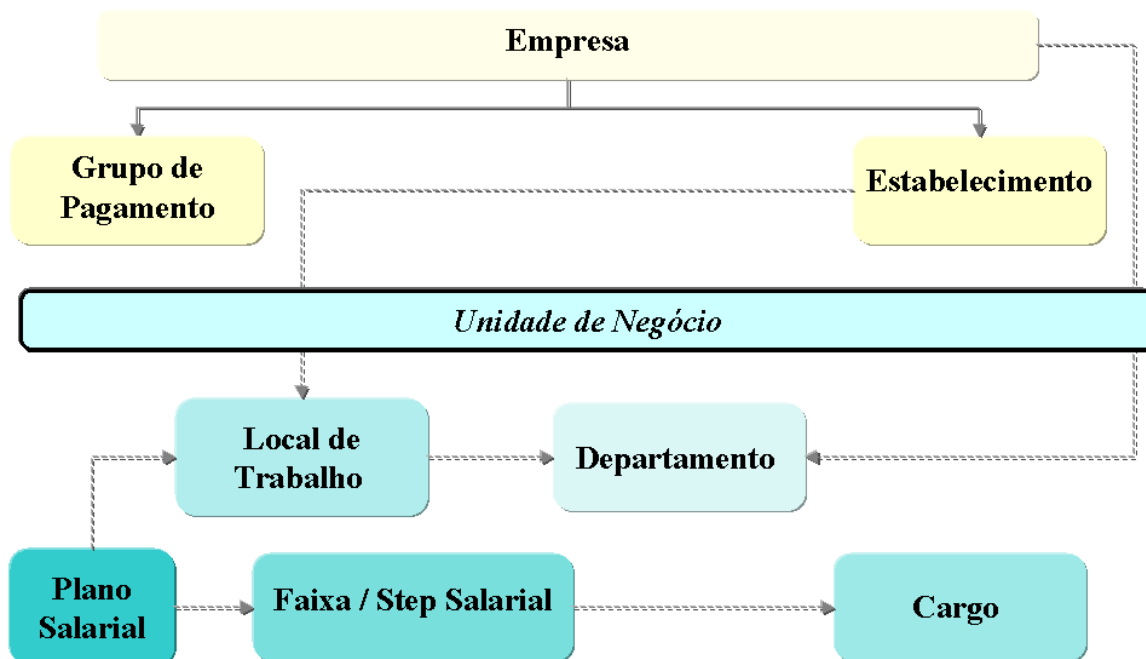 Empresa
Grupo de
Pagamento
Estabelecimento
Unidade de Negócio
Local de
Trabalho
Departamento
Plano
Salarial
Faixa / Step Salarial
Cargo